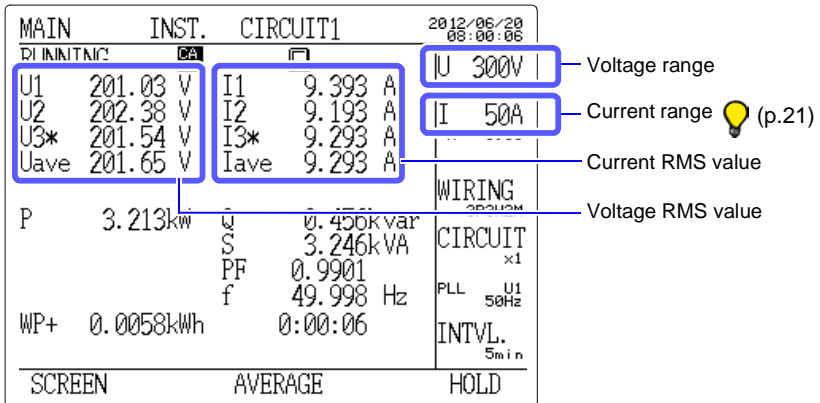 MAIN INST. CIRCUIT1 2012/06/20
08:00:06
RUNNING CA
U 300V Voltage range
I 50A Current range (p.21)
U1 201.03 V I1 9.393 A
U2 202.38 V I2 9.193 A
U3* 201.54 V I3* 9.293 A
Uave 201.65 V Iave 9.293 A Current RMS value
WIRING
Voltage RMS value
P 3.213kW Q 0.456kvar
S 3.246kVA CIRCUIT
×1
PF 0.9901
f 49.998 Hz PLL U1
50Hz
WP+ 0.0058kWh 0:00:06 INTVL.
5min
SCREEN AVERAGE HOLD